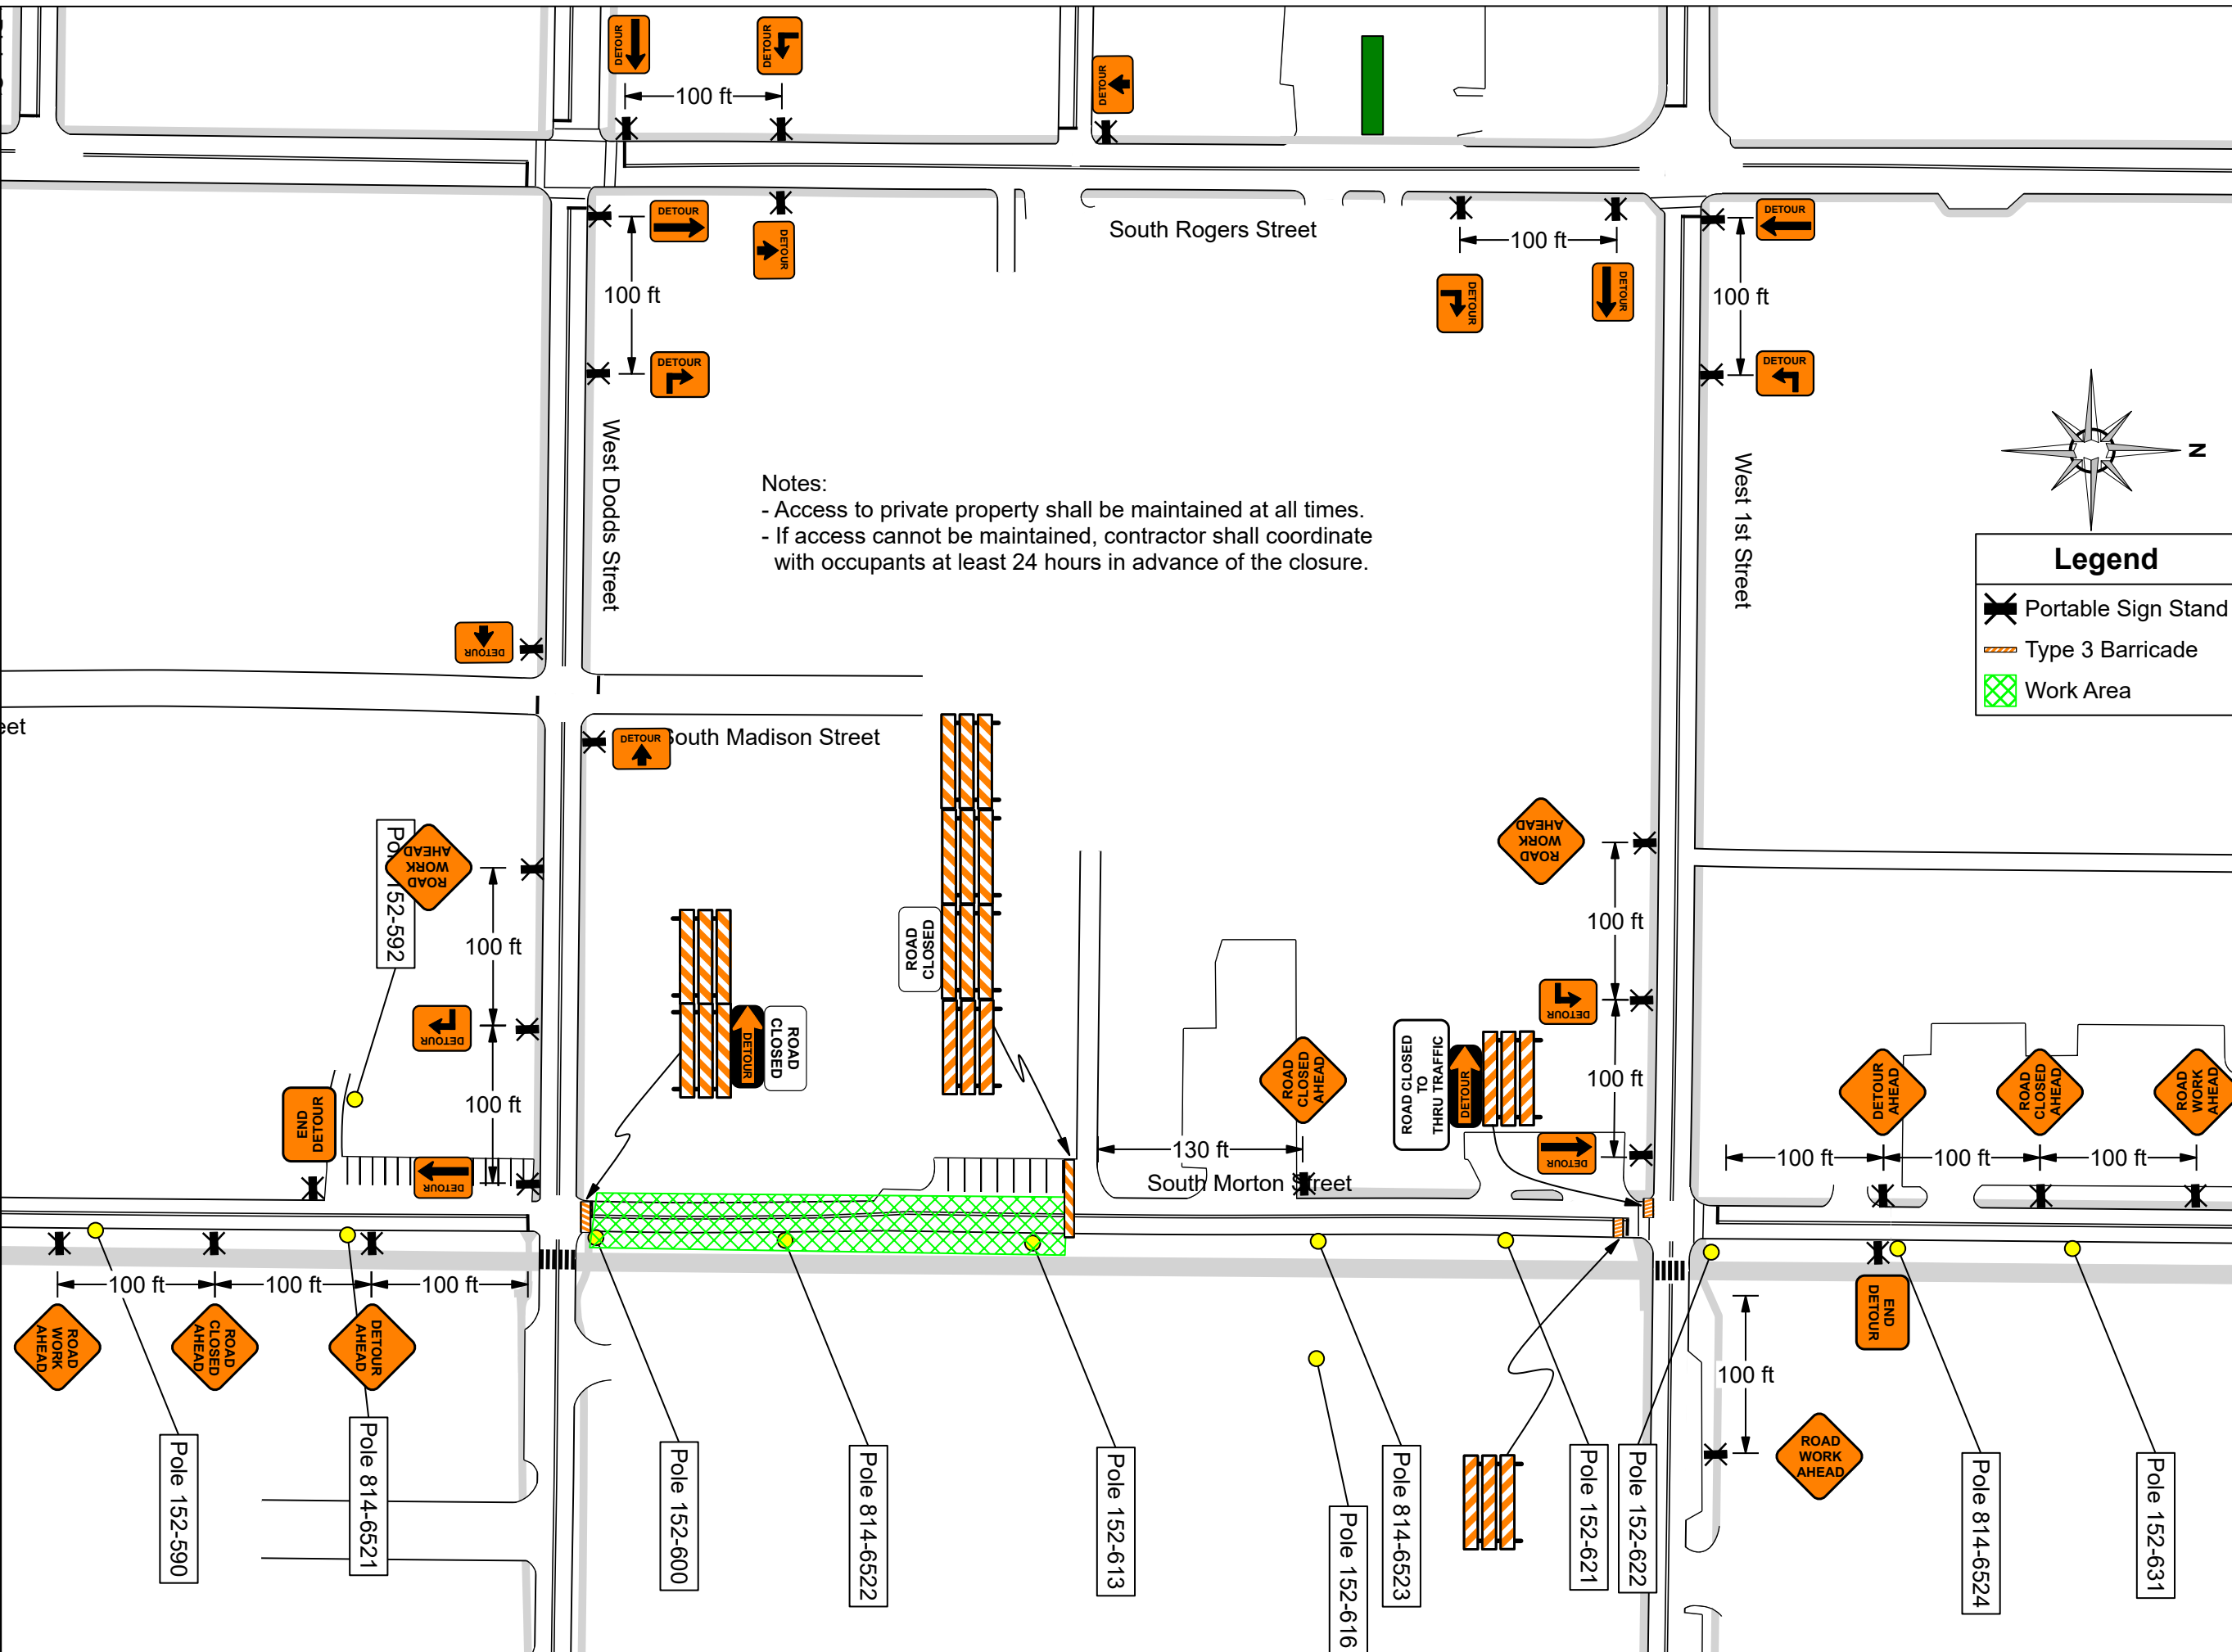 DETOUR
DETOUR
DETOUR
100 ft
DETOUR
DETOUR
South Rogers Street
100 ft
DETOUR
DETOUR
DETOUR
100 ft
100 ft
DETOUR
DETOUR
West Dodds Street
West 1st Street
N
Notes:
- Access to private property shall be maintained at all times.
- If access cannot be maintained, contractor shall coordinate
with occupants at least 24 hours in advance of the closure.
Legend
Portable Sign Stand
Type 3 Barricade
Work Area
DETOUR
eet
DETOUR
South Madison Street
ROAD
WORK
AHEAD
152-592
100 ft
DETOUR
100 ft
DETOUR
END
DETOUR
ROAD
CLOSED
DETOUR
ROAD
CLOSED
ROAD
WORK
AHEAD
100 ft
DETOUR
100 ft
DETOUR
ROAD
CLOSED
AHEAD
130 ft
South Morton Street
ROAD CLOSED
TO
THRU TRAFFIC
DETOUR
DETOUR
AHEAD
ROAD
CLOSED
AHEAD
ROAD
WORK
AHEAD
100 ft
100 ft
100 ft
100 ft
100 ft
100 ft
ROAD
WORK
AHEAD
ROAD
CLOSED
AHEAD
DETOUR
AHEAD
END
DETOUR
100 ft
ROAD
WORK
AHEAD
Pole 152-590
Pole 814-6521
Pole 152-600
Pole 814-6522
Pole 152-613
Pole 152-616
Pole 814-6523
Pole 152-621
Pole 152-622
Pole 814-6524
Pole 152-631